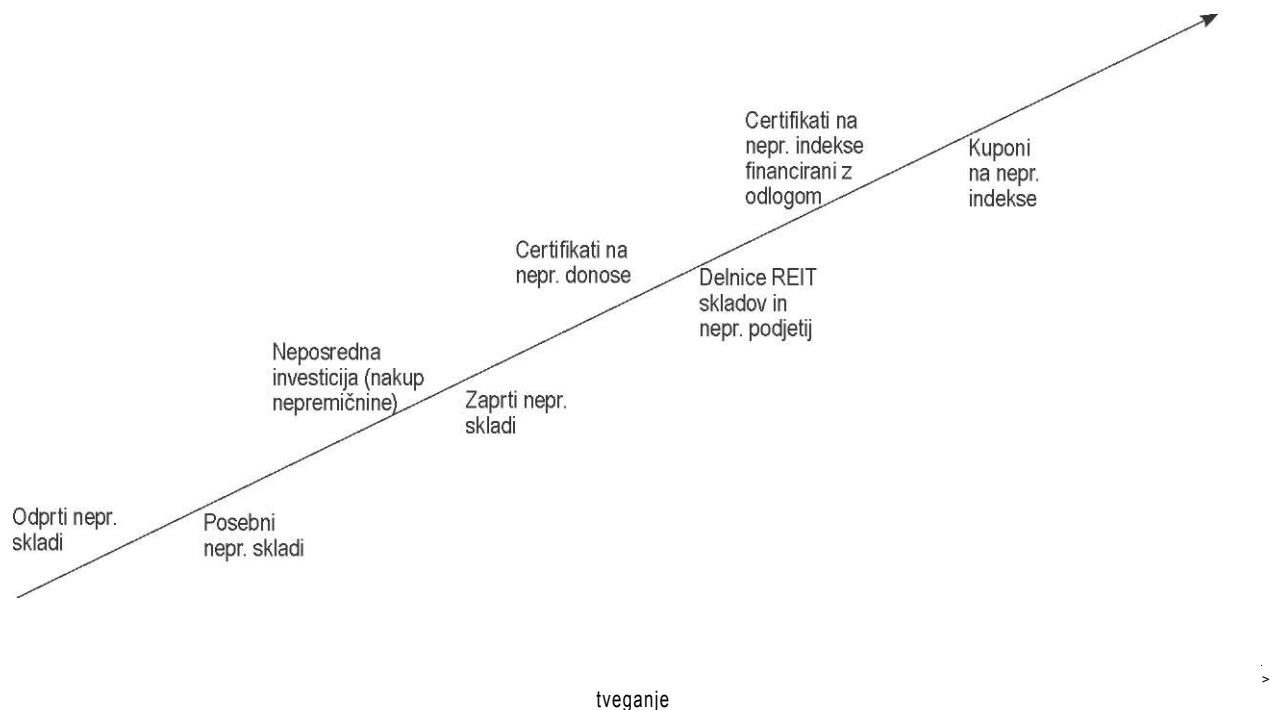 Certifikati na
nepr. indekse
financirani z
odlogom
Kuponi
na nepr.
indekse
Certifikati na
nepr. donose
Delnice REIT
skladov in
nepr. podjetij
Neposredna
investicija (nakup
nepremičnine)
Zaprti nepr.
skladi
Odprti nepr.
skladi
Posebni
nepr. skladi
>
tveganje